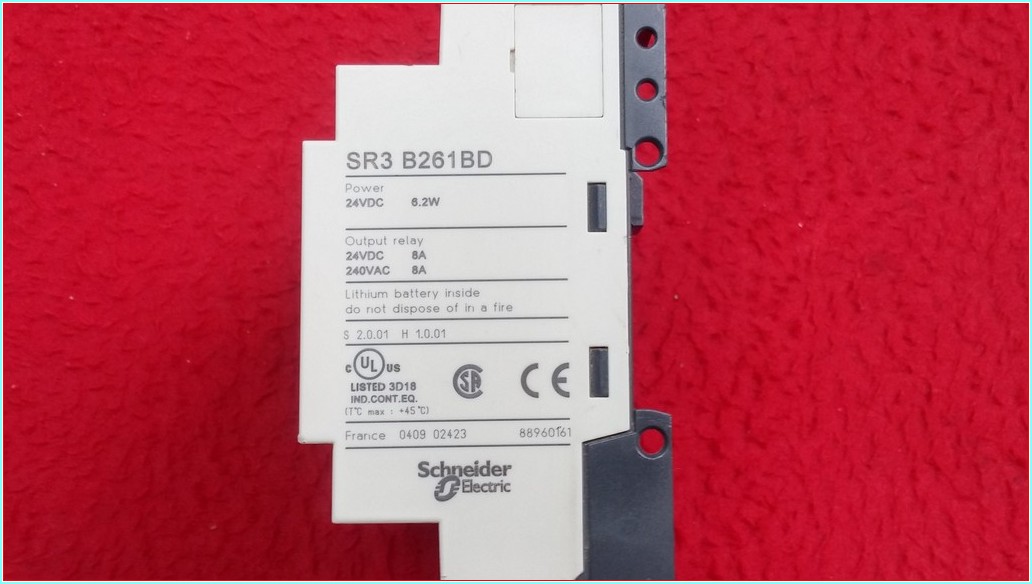 SR3 B261BD
Power
24VDC 6.2W
Output relay
24VDC 8A
240VAC 8A
Lithium battery inside
do not dispose of in a fire
S 2.0.01 H 1.0.01
c UL US
LISTED 3D18
IND.CONT.EQ.
(T°C max : +45°C)
SA
CE
France 0409 02423 88960161
Schneider
Electric